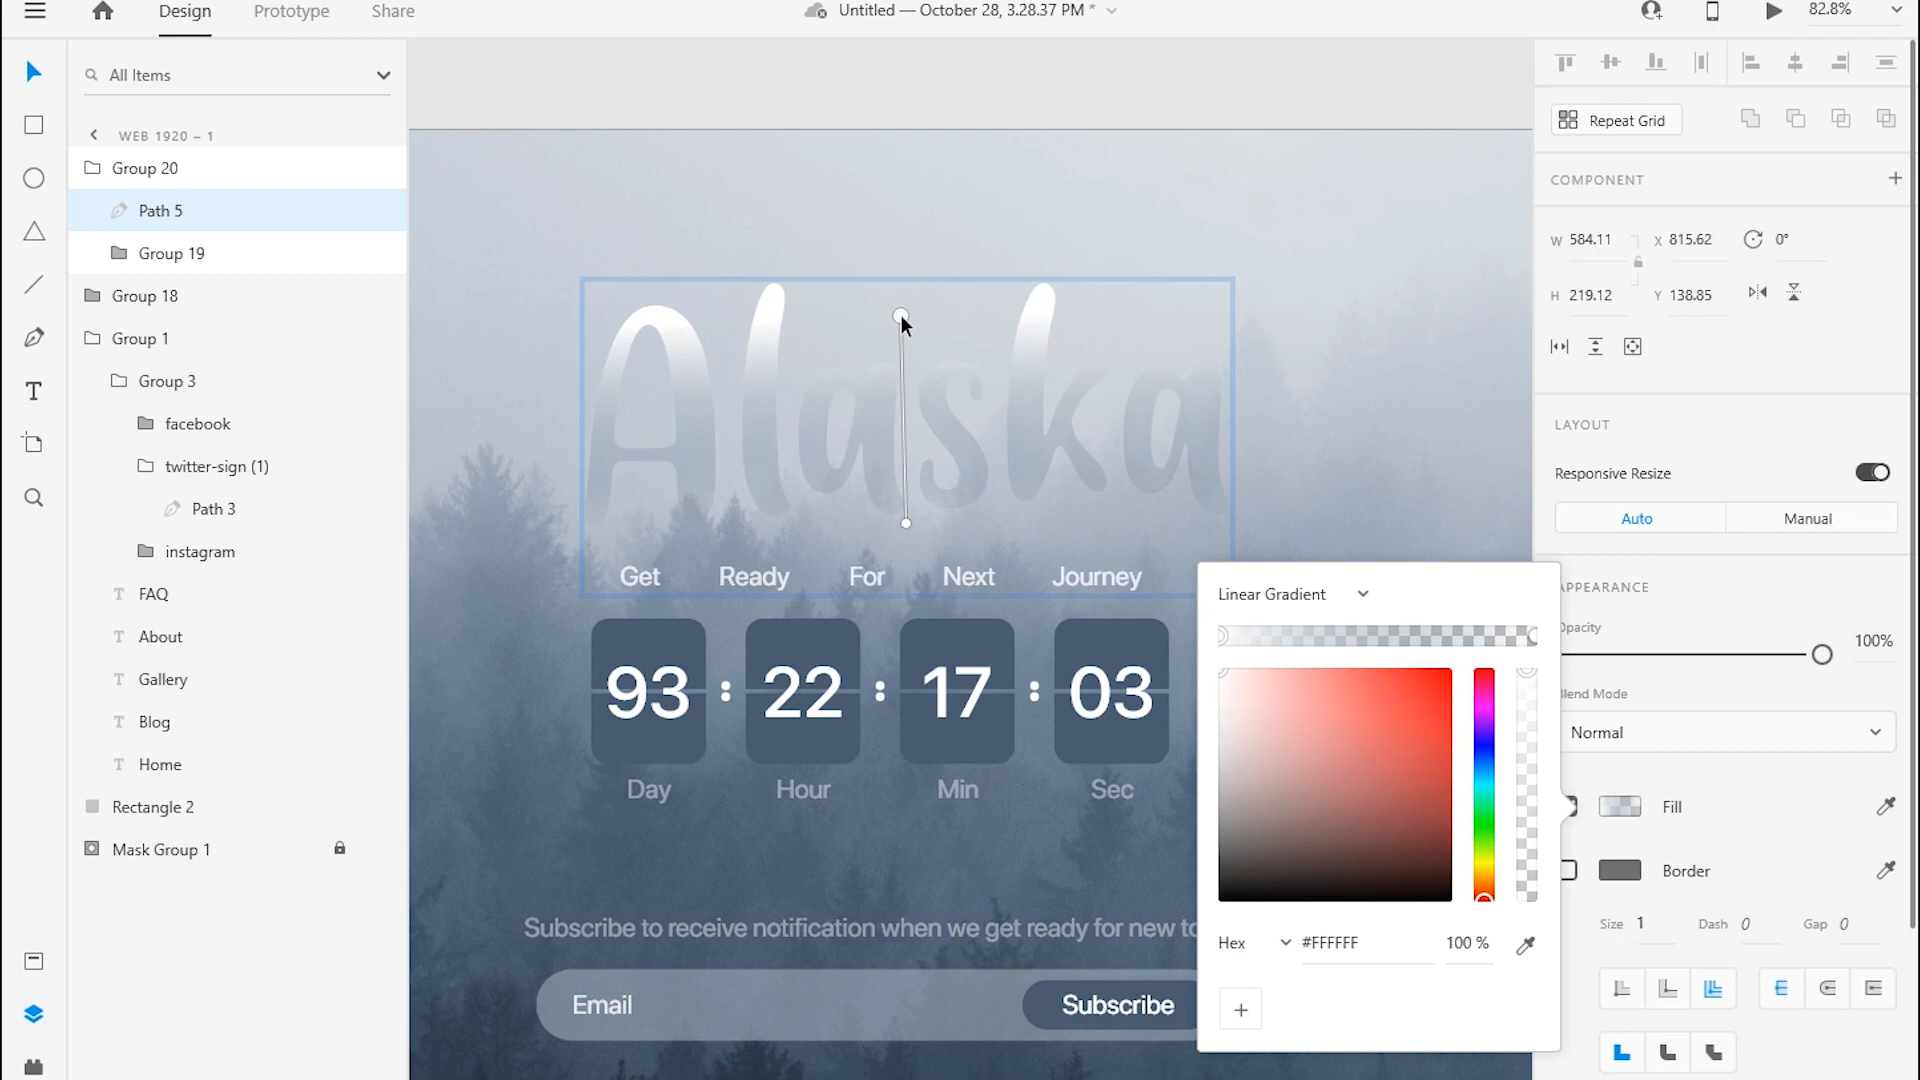 Design Prototype Share
Untitled — October 28, 3.28.37 PM *
82.8%
All Items
WEB 1920 – 1
Group 20
Path 5
Group 19
Group 18
Group 1
Group 3
facebook
twitter-sign (1)
Path 3
instagram
T FAQ
T About
T Gallery
T Blog
T Home
Rectangle 2
Mask Group 1
T
Alaska
Get Ready For Next Journey
93 : 22 : 17 : 03
Day Hour Min Sec
Subscribe to receive notification when we get ready for new to
Email
Subscribe
Linear Gradient
Hex #FFFFFF 100 %
+
Repeat Grid
COMPONENT +
W 584.11 X 815.62 0°
H 219.12 Y 138.85
LAYOUT
Responsive Resize
Auto Manual
APPEARANCE
Opacity
100%
Blend Mode
Normal
Fill
Border
Size 1 Dash 0 Gap 0